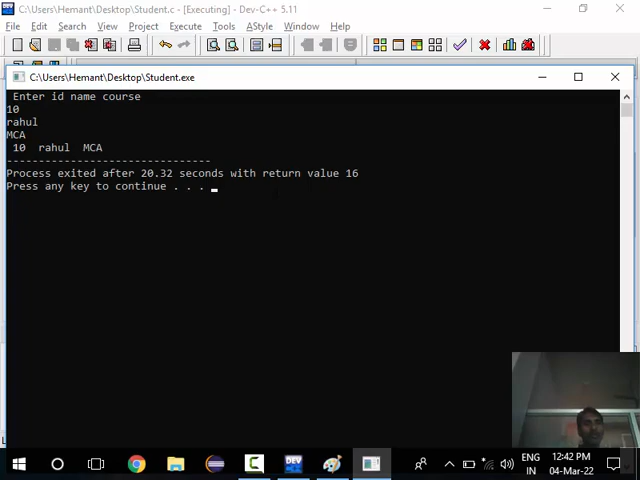 C:\Users\Hemant\Desktop\Student.c - [Executing] - Dev-C++ 5.11
File Edit Search View Project Execute Tools AStyle Window Help
C:\Users\Hemant\Desktop\Student.exe
Enter id name course
10
rahul
MCA
10 rahul MCA
--------------------------------
Process exited after 20.32 seconds with return value 16
Press any key to continue . . .
DEV
ENG
IN
12:42 PM
04-Mar-22